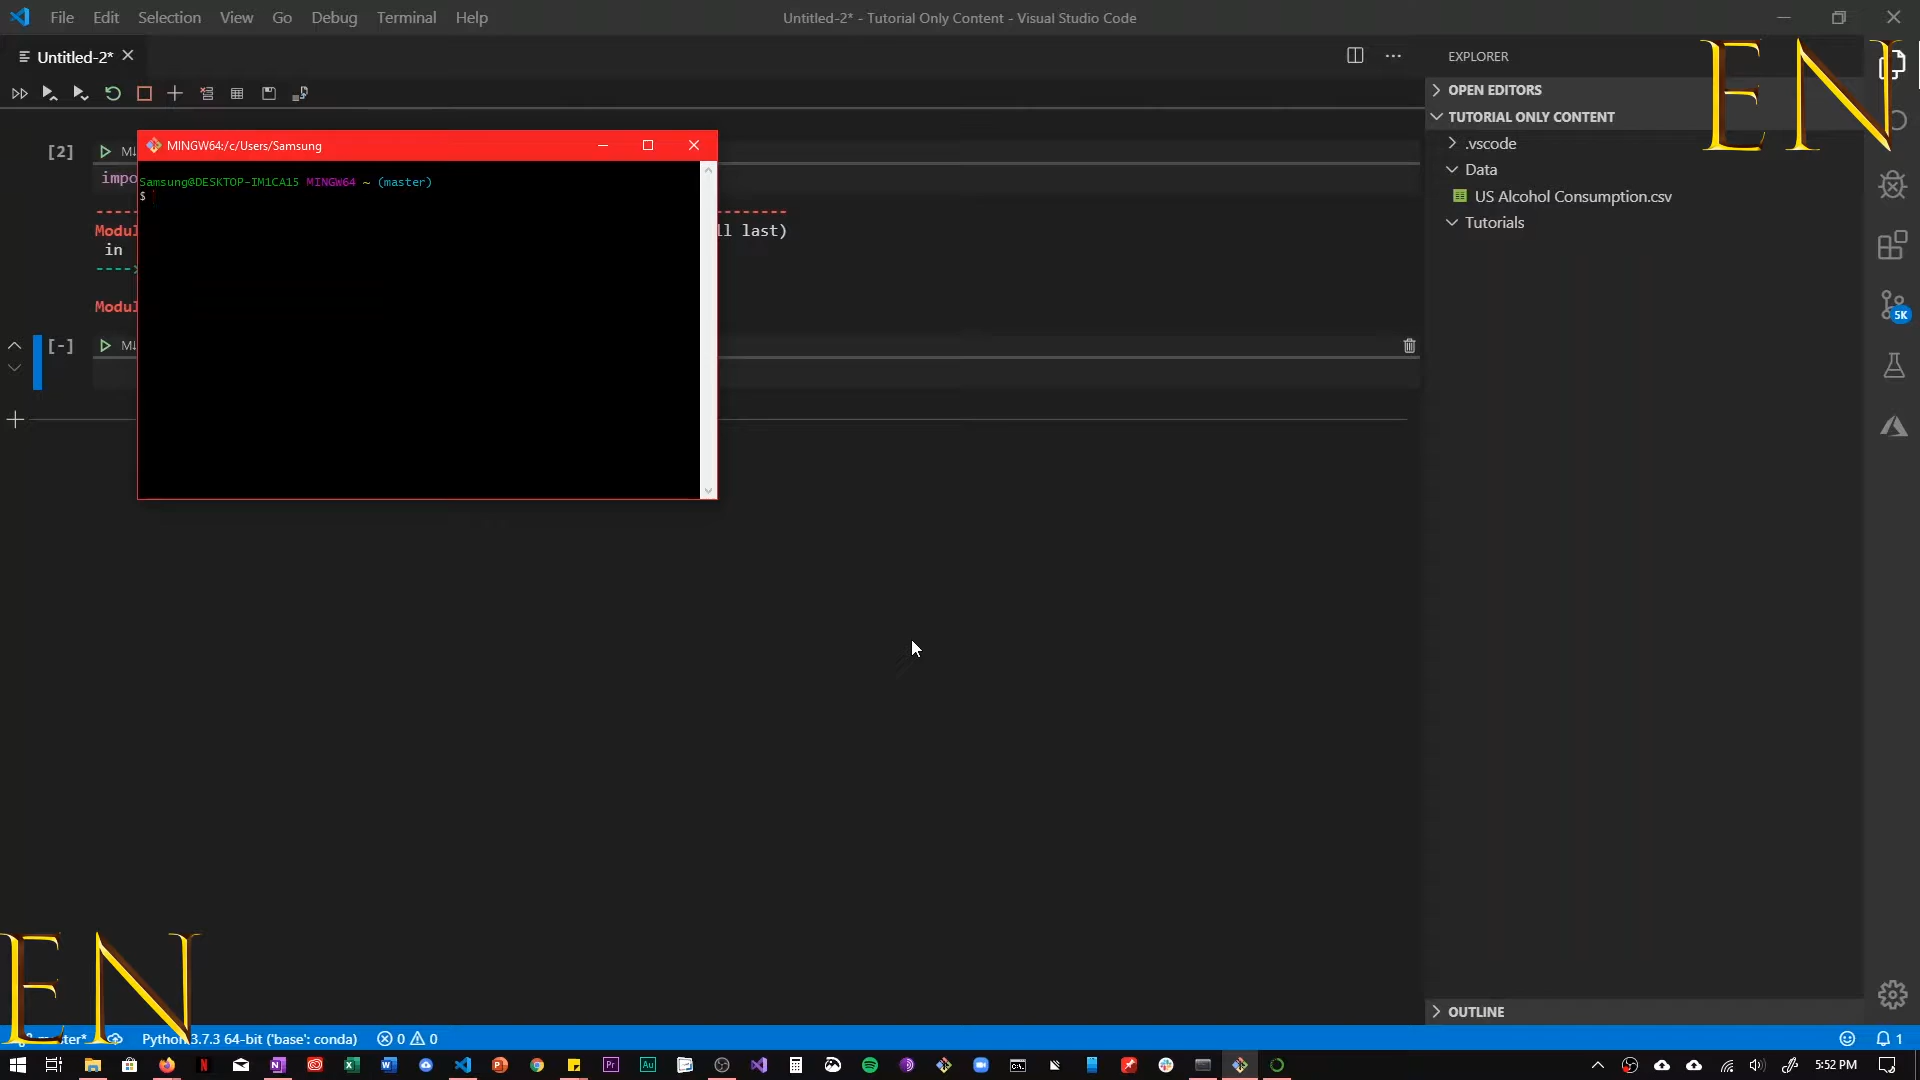 File Edit Selection View Go Debug Terminal Help
Untitled-2* - Tutorial Only Content - Visual Studio Code
Untitled-2*
EXPLORER
OPEN EDITORS
TUTORIAL ONLY CONTENT
.vscode
Data
US Alcohol Consumption.csv
Tutorials
EN
[2]
M↓
impo
Modul
ll last)
in
---->
Modul
MINGW64:/c/Users/Samsung
Samsung@DESKTOP-IM1CA15 MINGW64 ~ (master)
$
[-]
M↓
5K
OUTLINE
EN
Python 3.7.3 64-bit ('base': conda) 0 0
1
5:52 PM